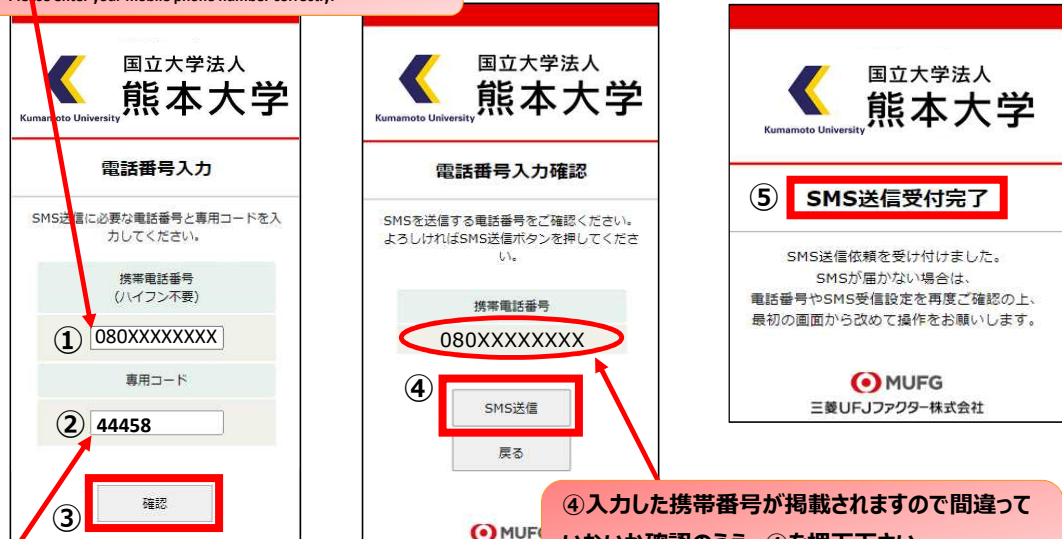 Please enter your mobile phone number correctly.
国立大学法人
熊本大学
Kumamoto University
電話番号入力
SMS送信に必要な電話番号と専用コードを入
力してください。
携帯電話番号
(ハイフン不要)
① 080XXXXXXXX
専用コード
② 44458
③ 確認
国立大学法人
熊本大学
Kumamoto University
電話番号入力確認
SMSを送信する電話番号をご確認ください。
よろしければSMS送信ボタンを押してくださ
い。
携帯電話番号
080XXXXXXXX
④ SMS送信
戻る
MUFG
④入力した携帯番号が掲載されますので間違って
国立大学法人
熊本大学
Kumamoto University
⑤ SMS送信受付完了
SMS送信依頼を受け付けました。
SMSが届かない場合は、
電話番号やSMS受信設定を再度ご確認の上、
最初の画面から改めて操作をお願いします。
MUFG
三菱UFJファクター株式会社